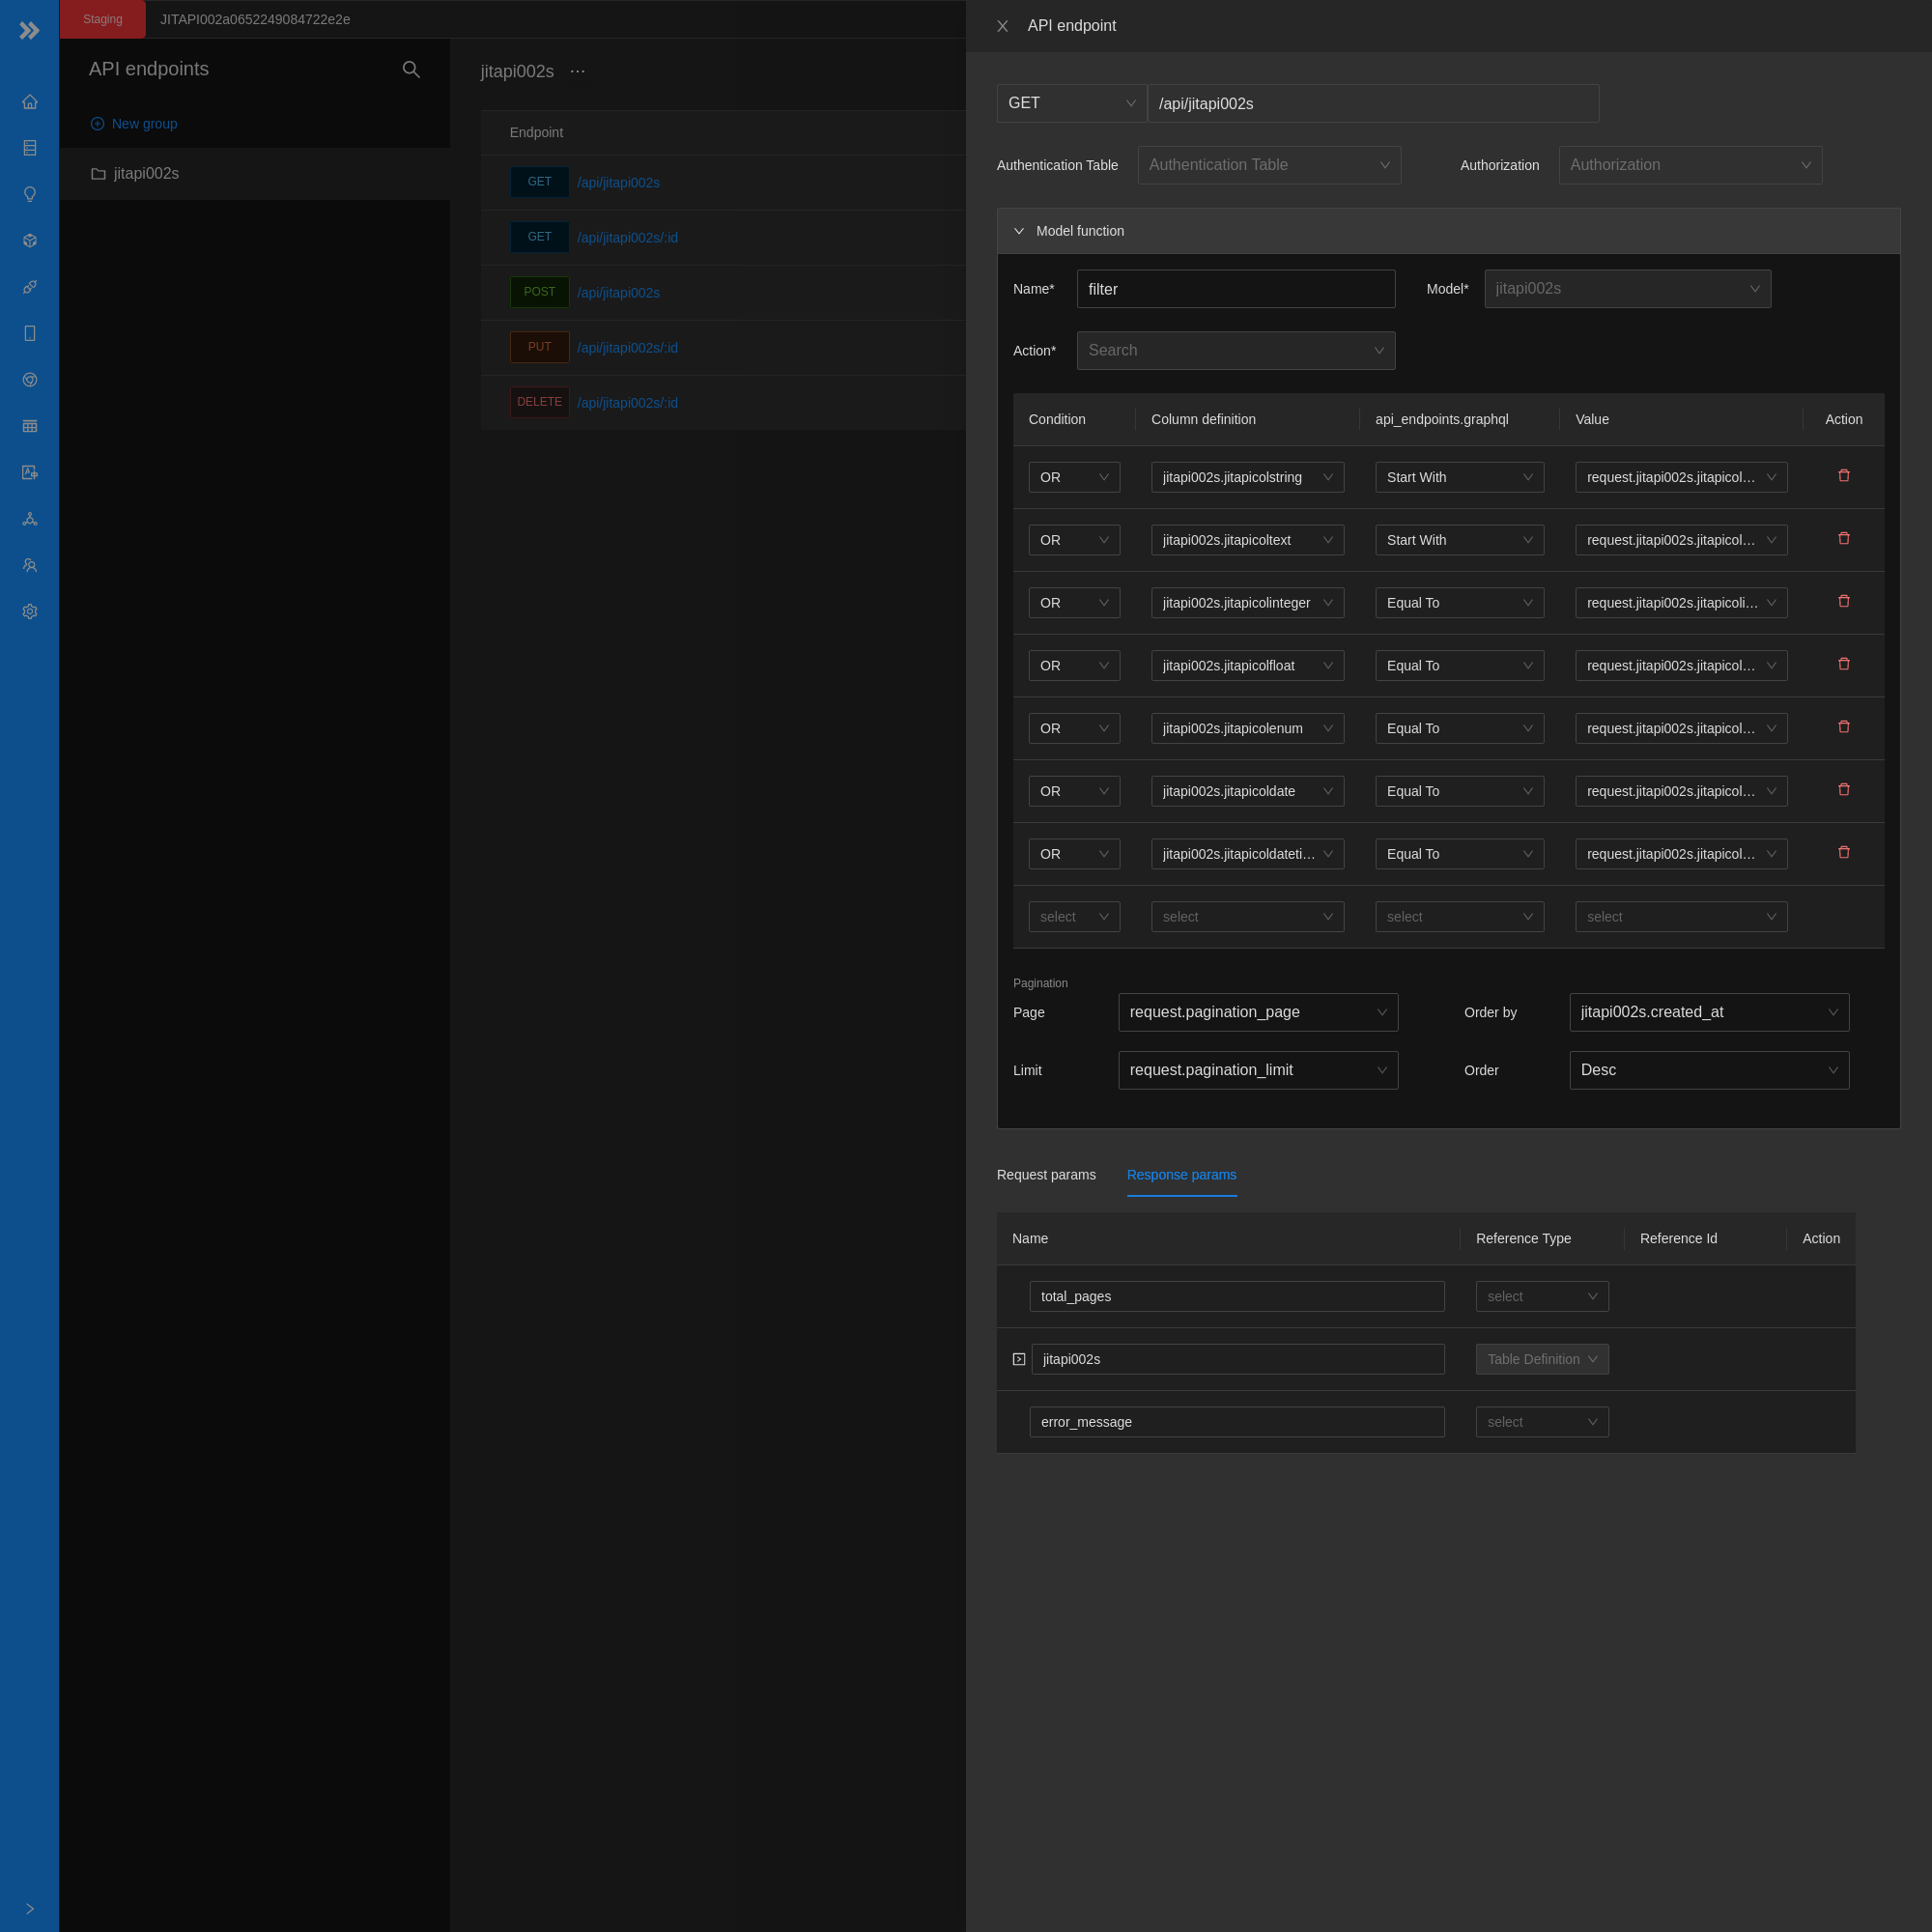 Staging JITAPI002a0652249084722e2e
API endpoints
New group
jitapi002s
jitapi002s ···
Endpoint
GET /api/jitapi002s
GET /api/jitapi002s/:id
POST /api/jitapi002s
PUT /api/jitapi002s/:id
DELETE /api/jitapi002s/:id
API endpoint
GET /api/jitapi002s
Authentication Table Authentication Table Authorization Authorization
Model function
Name* filter Model* jitapi002s
Action* Search
Condition Column definition api_endpoints.graphql Value Action
OR jitapi002s.jitapicolstring Start With request.jitapi002s.jitapicol…
OR jitapi002s.jitapicoltext Start With request.jitapi002s.jitapicol…
OR jitapi002s.jitapicolinteger Equal To request.jitapi002s.jitapicoli…
OR jitapi002s.jitapicolfloat Equal To request.jitapi002s.jitapicol…
OR jitapi002s.jitapicolenum Equal To request.jitapi002s.jitapicol…
OR jitapi002s.jitapicoldate Equal To request.jitapi002s.jitapicol…
OR jitapi002s.jitapicoldateti… Equal To request.jitapi002s.jitapicol…
select select select select
Pagination
Page request.pagination_page Order by jitapi002s.created_at
Limit request.pagination_limit Order Desc
Request params Response params
Name Reference Type Reference Id Action
total_pages select
jitapi002s Table Definition
error_message select